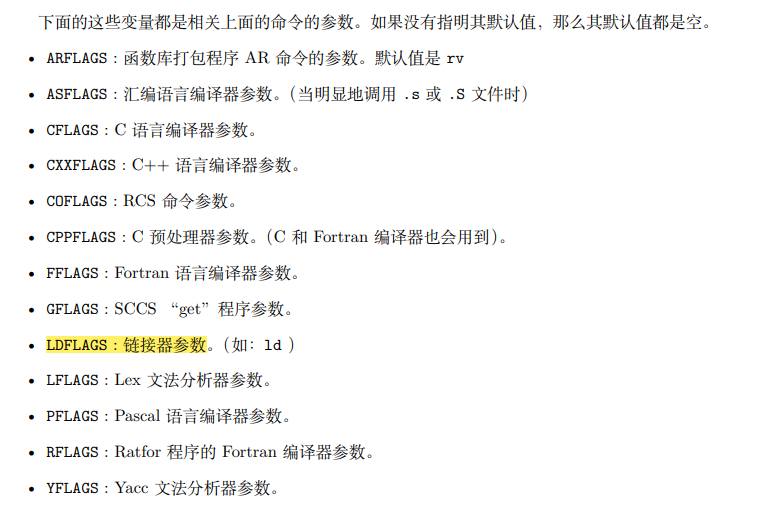 下面的这些变量都是相关上面的命令的参数。如果没有指明其默认值，那么其默认值都是空。
• ARFLAGS : 函数库打包程序 AR 命令的参数。默认值是 rv
• ASFLAGS : 汇编语言编译器参数。（当明显地调用 .s 或 .S 文件时）
• CFLAGS : C 语言编译器参数。
• CXXFLAGS : C++ 语言编译器参数。
• COFLAGS : RCS 命令参数。
• CPPFLAGS : C 预处理器参数。（C 和 Fortran 编译器也会用到）。
• FFLAGS : Fortran 语言编译器参数。
• GFLAGS : SCCS “get” 程序参数。
• LDFLAGS : 链接器参数。（如：ld ）
• LFLAGS : Lex 文法分析器参数。
• PFLAGS : Pascal 语言编译器参数。
• RFLAGS : Ratfor 程序的 Fortran 编译器参数。
• YFLAGS : Yacc 文法分析器参数。